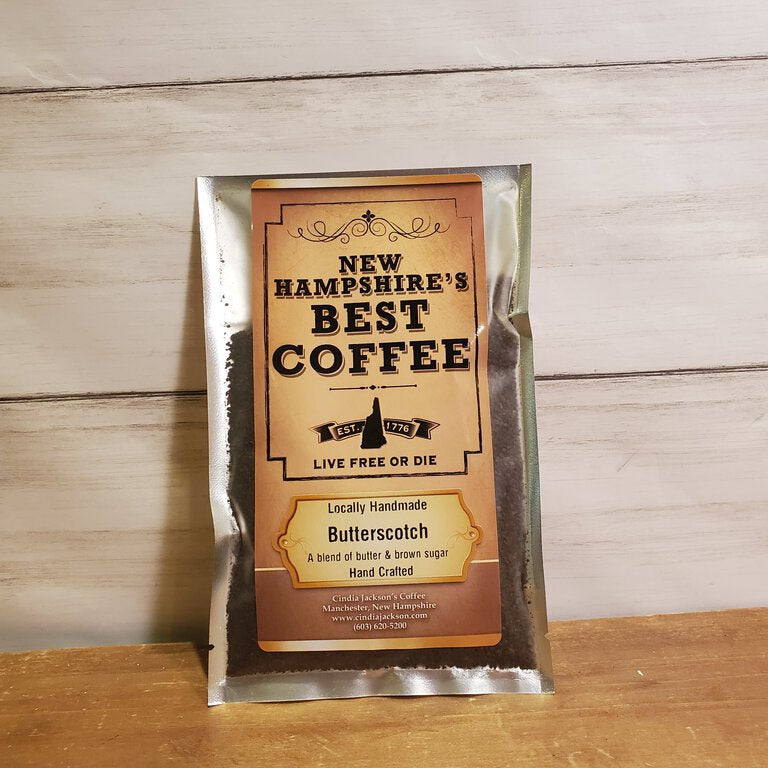 NEW
HAMPSHIRE'S
BEST
COFFEE
EST. 1776
LIVE FREE OR DIE
Locally Handmade
Butterscotch
A blend of butter & brown sugar
Hand Crafted
Cindia Jackson's Coffee
Manchester, New Hampshire
www.cindiajackson.com
(603) 620-5200